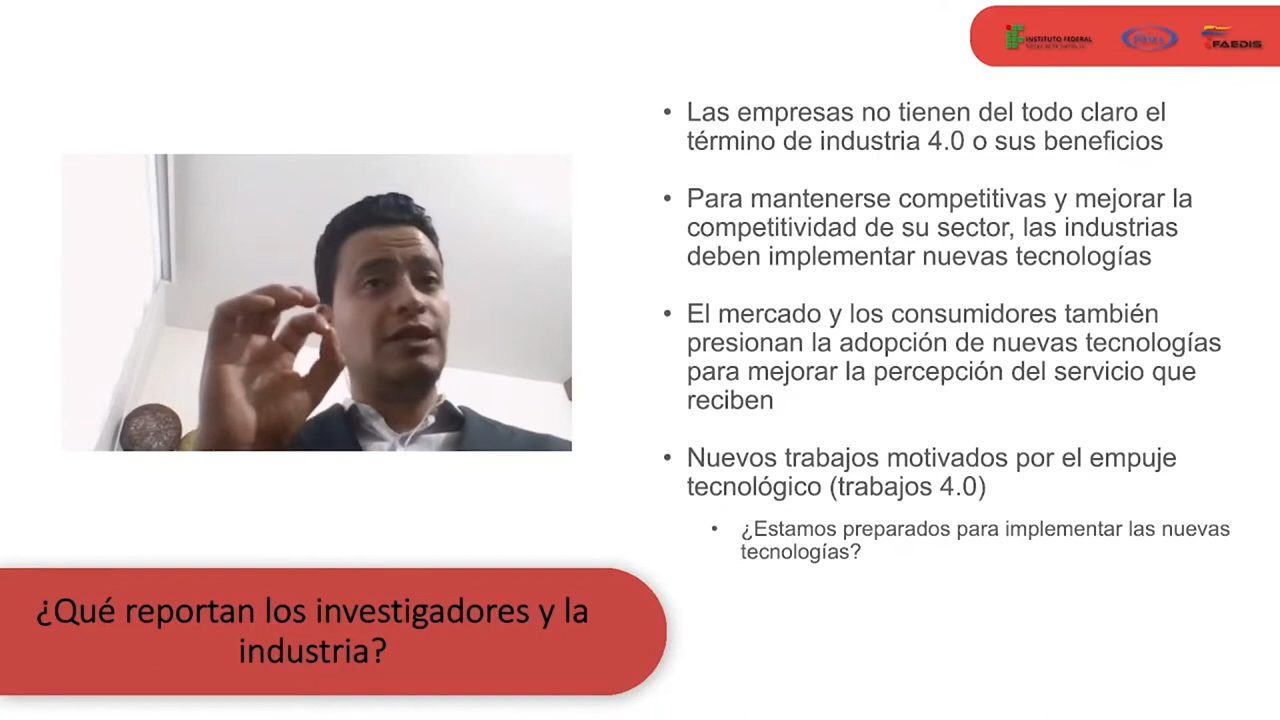 INSTITUTO FEDERAL
FAEDIS
• Las empresas no tienen del todo claro el
término de industria 4.0 o sus beneficios
• Para mantenerse competitivas y mejorar la
competitividad de su sector, las industrias
deben implementar nuevas tecnologías
• El mercado y los consumidores también
presionan la adopción de nuevas tecnologías
para mejorar la percepción del servicio que
reciben
• Nuevos trabajos motivados por el empuje
tecnológico (trabajos 4.0)
• ¿Estamos preparados para implementar las nuevas
tecnologías?
¿Qué reportan los investigadores y la
industria?